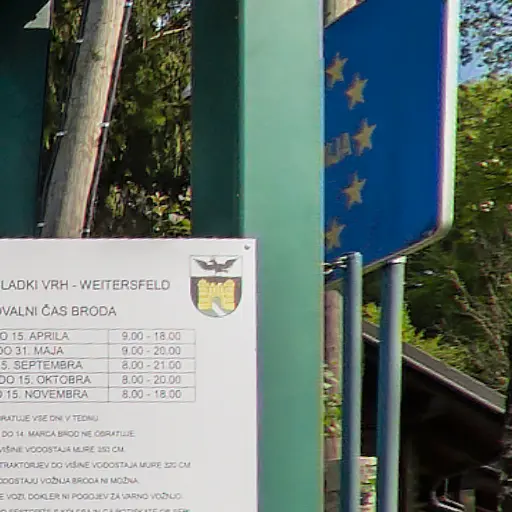 LADKI VRH - WEITERSFELD
OVALNI ČAS BRODA
O 15. APRILA 9.00 - 18.00
DO 31. MAJA 9.00 - 20.00
5. SEPTEMBRA 8.00 - 21.00
DO 15. OKTOBRA 8.00 - 20.00
O 15. NOVEMBRA 8.00 - 18.00
BRATUJE VSE DNI V TEDNU.
DO 14. MARCA BROD NE OBRATUJE.
VIŠINE VODOSTAJA MURE 250 CM.
TRAKTORJEV DO VIŠINE VODOSTAJA MURE 220 CM
ODOSTAJU VOŽNJA BRODA NI MOŽNA.
E VOZI, DOKLER NI POGOJEV ZA VARNO VOŽNJO.
IJA